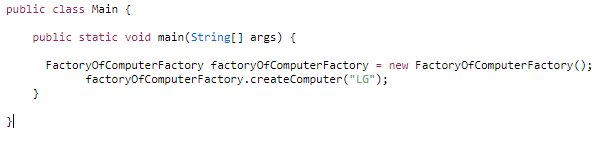 public class Main {
public static void main(String[] args) {
FactoryOfComputerFactory factoryOfComputerFactory = new FactoryOfComputerFactory();
factoryOfComputerFactory.createComputer("LG");
}
}